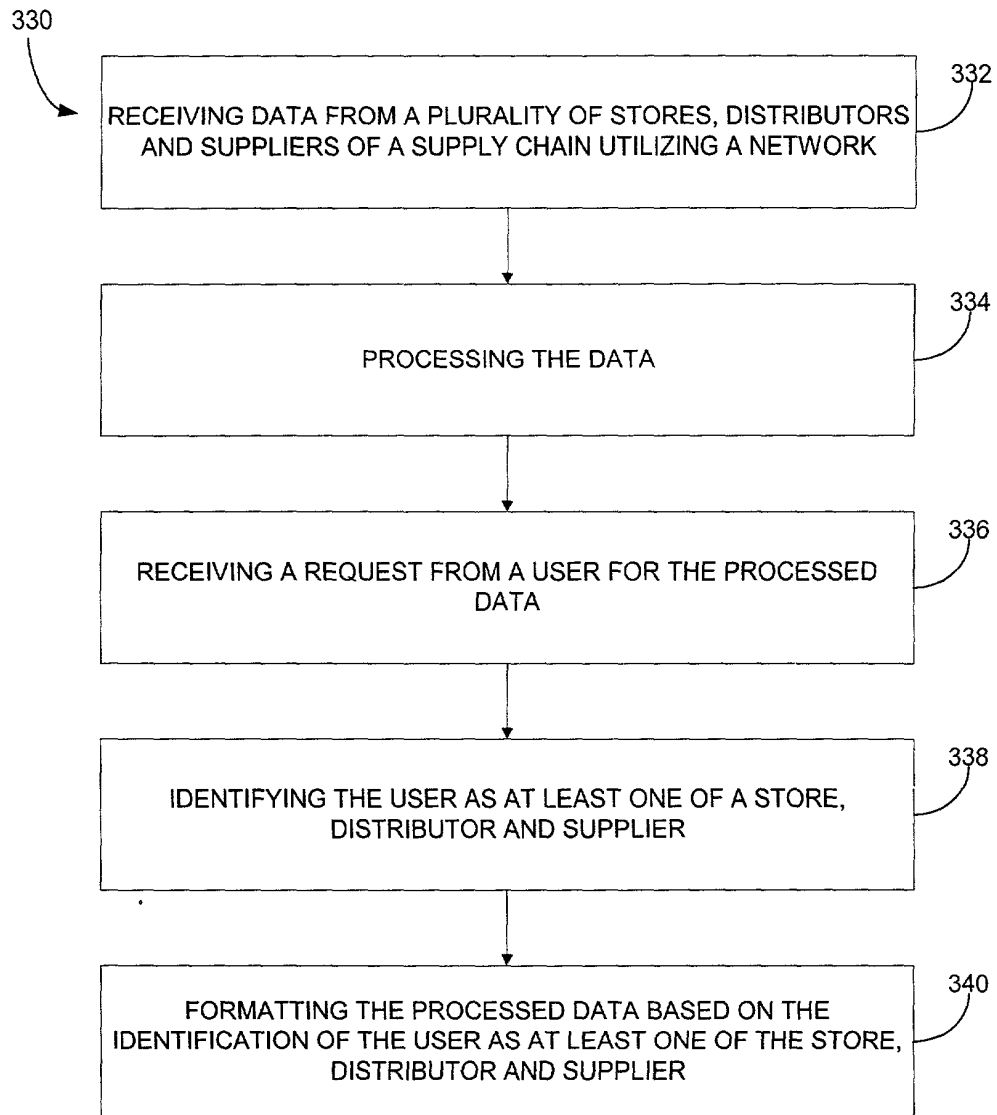 330
332
RECEIVING DATA FROM A PLURALITY OF STORES, DISTRIBUTORS
AND SUPPLIERS OF A SUPPLY CHAIN UTILIZING A NETWORK
334
PROCESSING THE DATA
336
RECEIVING A REQUEST FROM A USER FOR THE PROCESSED
DATA
338
IDENTIFYING THE USER AS AT LEAST ONE OF A STORE,
DISTRIBUTOR AND SUPPLIER
340
FORMATTING THE PROCESSED DATA BASED ON THE
IDENTIFICATION OF THE USER AS AT LEAST ONE OF THE STORE,
DISTRIBUTOR AND SUPPLIER